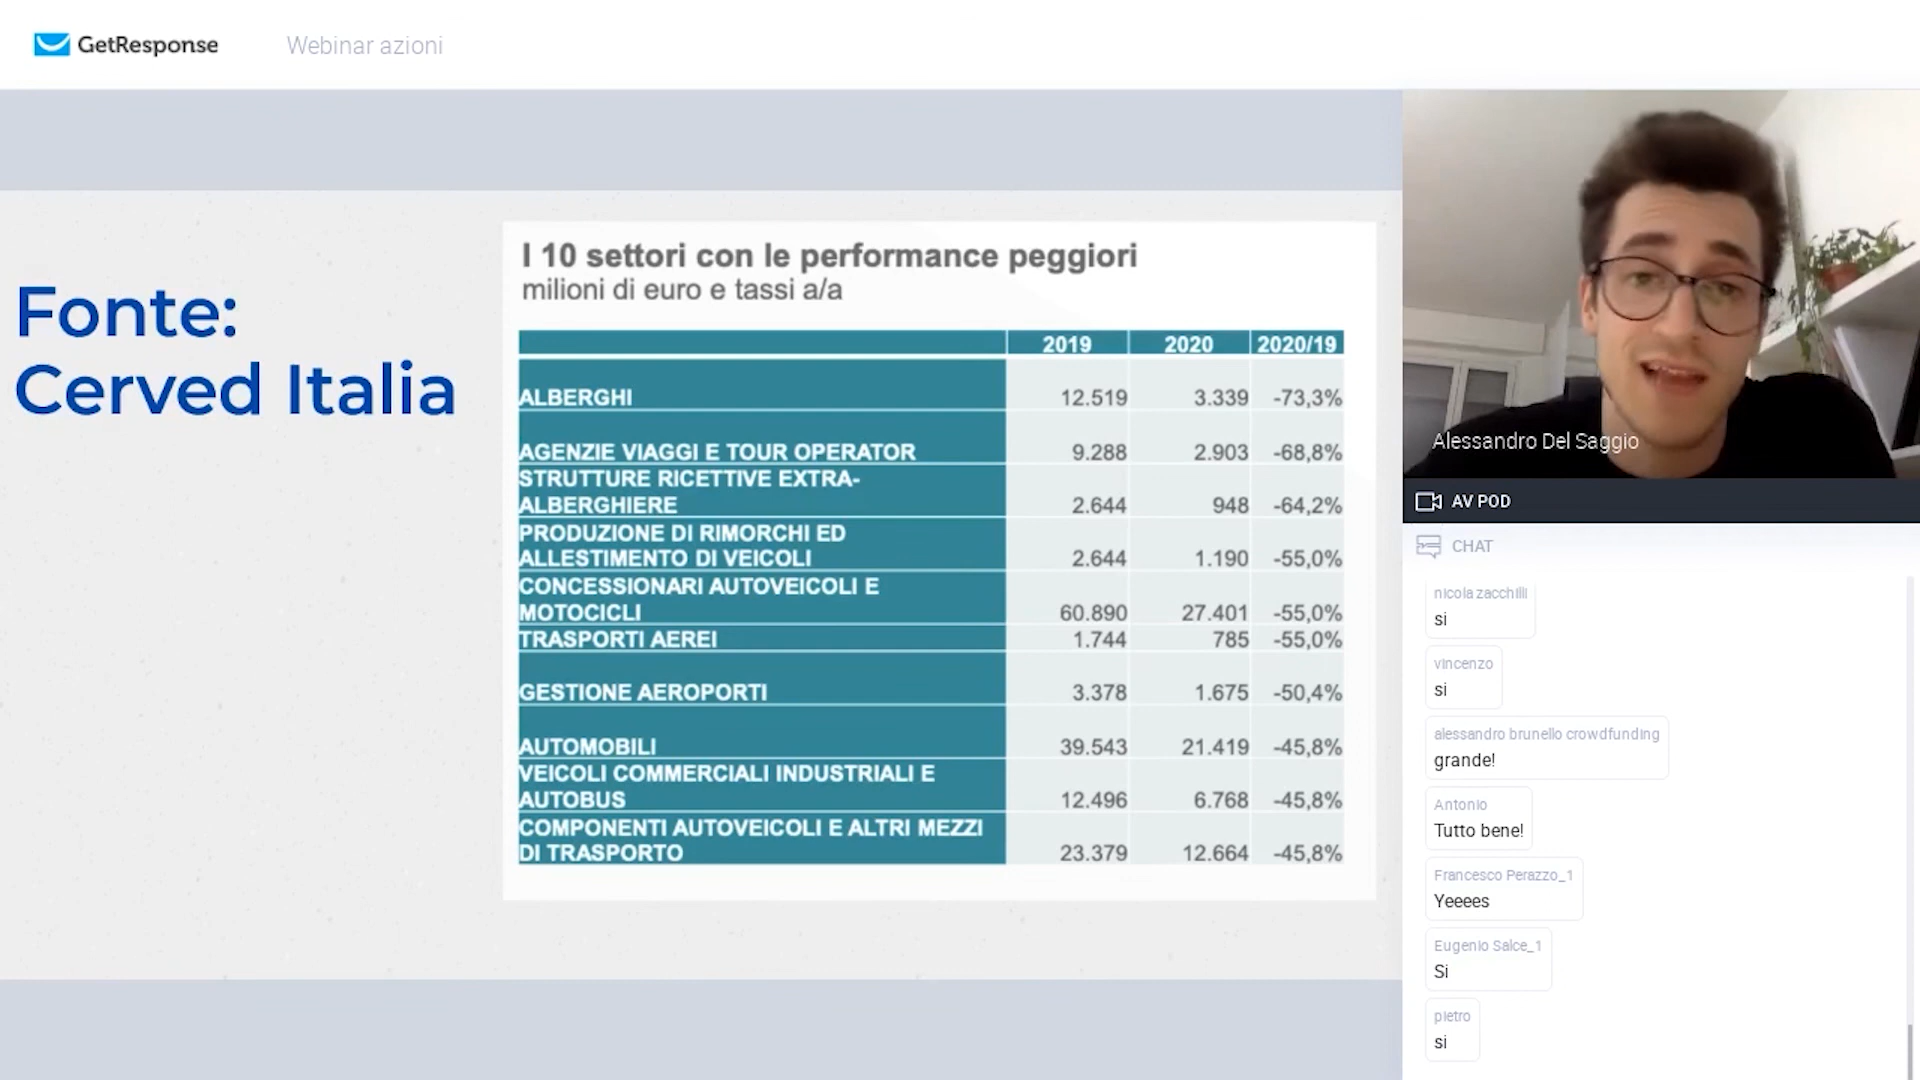 GetResponse
Webinar azioni
Fonte:
Cerved Italia
I 10 settori con le performance peggiori
milioni di euro e tassi a/a
2019 2020 2020/19
ALBERGHI 12.519 3.339 -73,3%
AGENZIE VIAGGI E TOUR OPERATOR 9.288 2.903 -68,8%
STRUTTURE RICETTIVE EXTRA-
ALBERGHIERE 2.644 948 -64,2%
PRODUZIONE DI RIMORCHI ED
ALLESTIMENTO DI VEICOLI 2.644 1.190 -55,0%
CONCESSIONARI AUTOVEICOLI E
MOTOCICLI 60.890 27.401 -55,0%
TRASPORTI AEREI 1.744 785 -55,0%
GESTIONE AEROPORTI 3.378 1.675 -50,4%
AUTOMOBILI 39.543 21.419 -45,8%
VEICOLI COMMERCIALI INDUSTRIALI E
AUTOBUS 12.496 6.768 -45,8%
COMPONENTI AUTOVEICOLI E ALTRI MEZZI
DI TRASPORTO 23.379 12.664 -45,8%
Alessandro Del Saggio
AV POD
CHAT
nicola zacchilli
si
vincenzo
si
alessandro brunello crowdfunding
grande!
Antonio
Tutto bene!
Francesco Perazzo_1
Yeeees
Eugenio Salce_1
Si
pietro
si